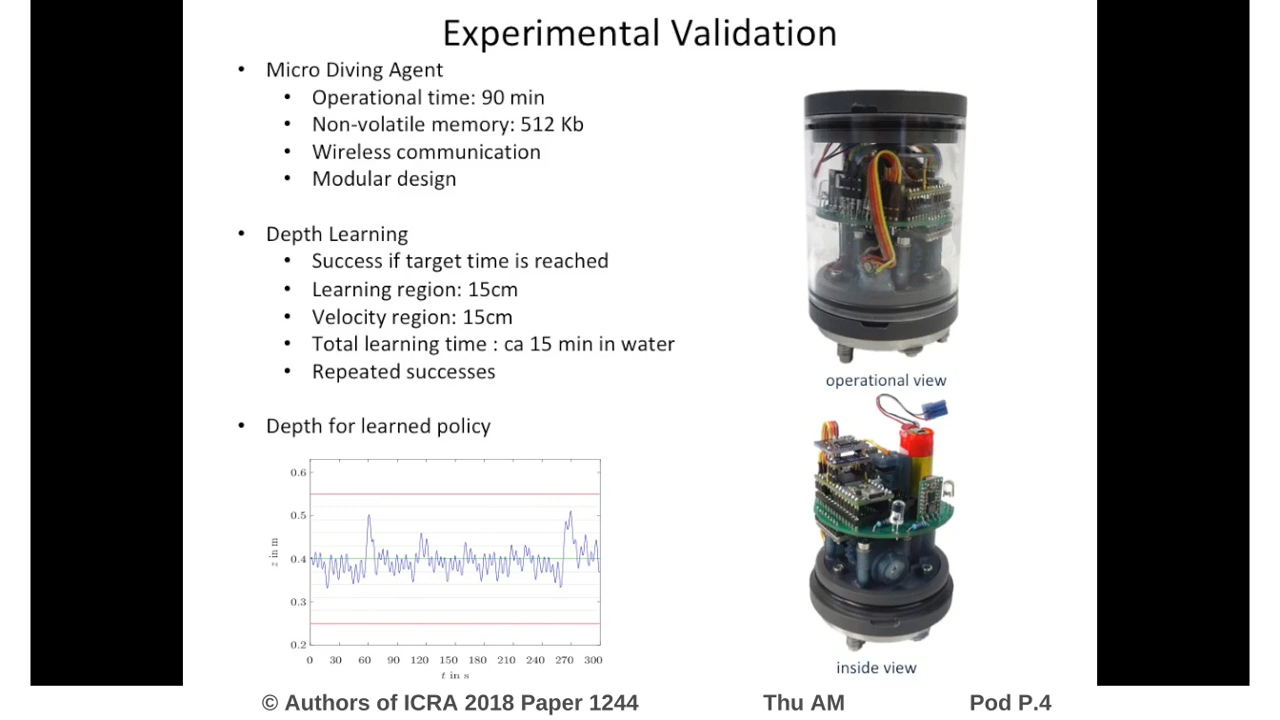 Experimental Validation
• Micro Diving Agent
• Operational time: 90 min
• Non-volatile memory: 512 Kb
• Wireless communication
• Modular design
• Depth Learning
• Success if target time is reached
• Learning region: 15cm
• Velocity region: 15cm
• Total learning time : ca 15 min in water
• Repeated successes
• Depth for learned policy
operational view
inside view
0.6
0.5
0.4
0.3
0.2
z in m
0 30 60 90 120 150 180 210 240 270 300
t in s
© Authors of ICRA 2018 Paper 1244 Thu AM Pod P.4